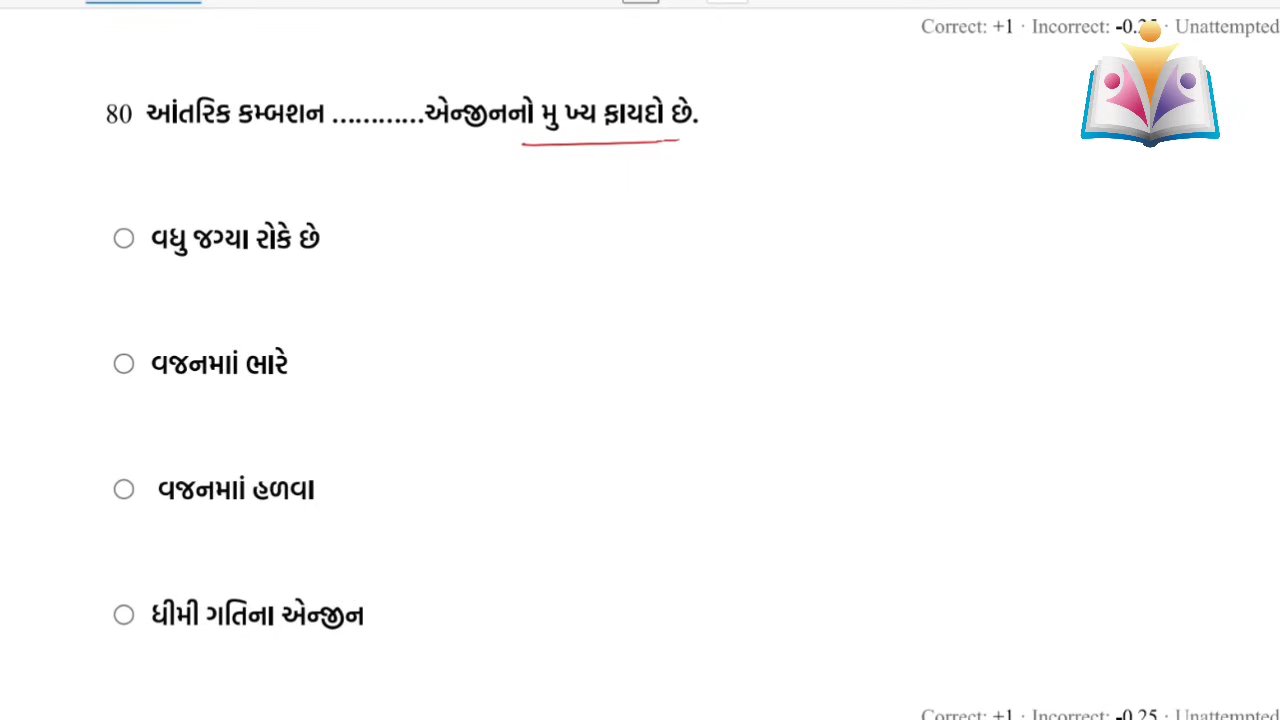 Correct: +1 · Incorrect: -0.25 · Unattempted
80 આંતરિક કમ્બશન ............એન્જીનનો મુ ખ્ય ફાયદો છે.
વધુ જગ્યા રોકે છે
વજનમાાં ભારે
વજનમાાં હળવા
ધીમી ગતિના એન્જીન
Correct: +1 · Incorrect: -0.25 · Unattempted